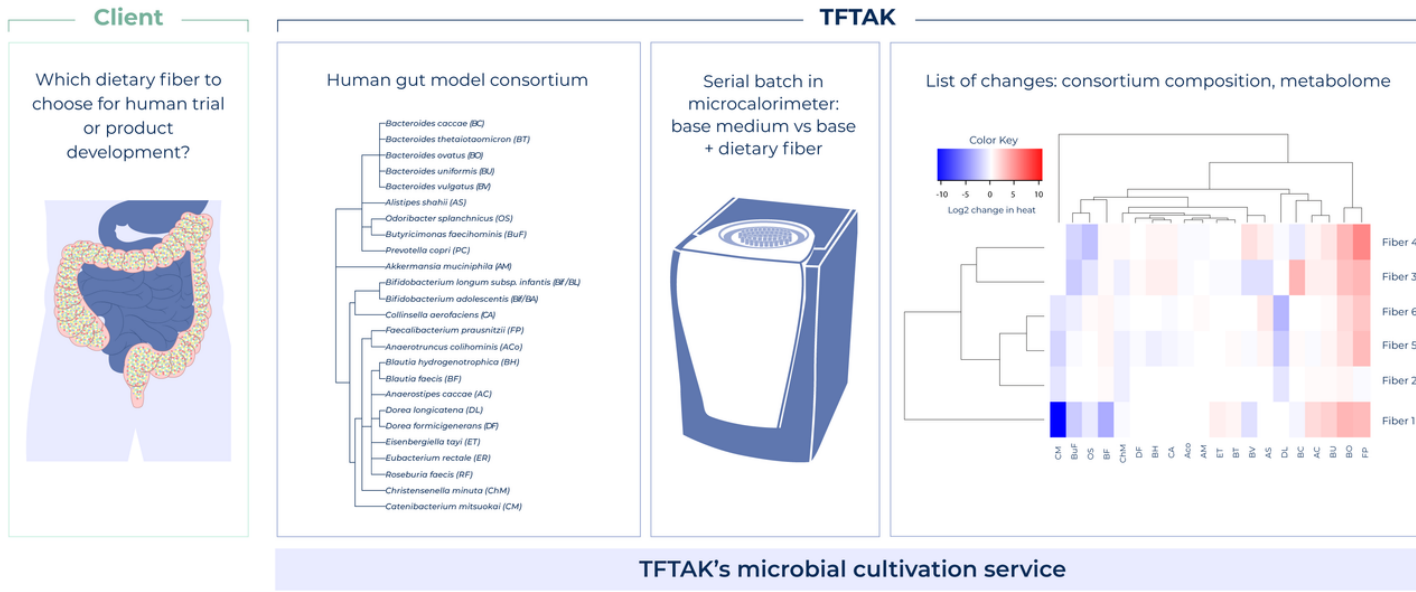 Client
TFTAK
Which dietary fiber to
choose for human trial
or product
development?
Human gut model consortium
Bacteroides caccae (BC)
Bacteroides thetaiotaomicron (BT)
Bacteroides ovatus (BO)
Bacteroides uniformis (BU)
Bacteroides vulgatus (BV)
Alistipes shahii (AS)
Odoribacter splanchnicus (OS)
Butyricimonas faecihominis (BuF)
Prevotella copri (PC)
Akkermansia muciniphila (AM)
Bifidobacterium longum subsp. infantis (Bif/BL)
Bifidobacterium adolescentis (Bif/BA)
Collinsella aerofaciens (CA)
Faecalibacterium prausnitzii (FP)
Anaerotruncus colihominis (ACo)
Blautia hydrogenotrophica (BH)
Blautia faecis (BF)
Anaerostipes caccae (AC)
Dorea longicatena (DL)
Dorea formicigenerans (DF)
Eisenbergiella tayi (ET)
Eubacterium rectale (ER)
Roseburia faecis (RF)
Christensenella minuta (ChM)
Catenibacterium mitsuokai (CM)
Serial batch in
microcalorimeter:
base medium vs base
+ dietary fiber
List of changes: consortium composition, metabolome
Color Key
-10 -5 0 5 10
Log2 change in heat
Fiber 4
Fiber 3
Fiber 6
Fiber 5
Fiber 2
Fiber 1
CM BuF OS BF ChM DF BH CA Aco AM ET BT BV AS DL BC AC BU BO FP
TFTAK's microbial cultivation service